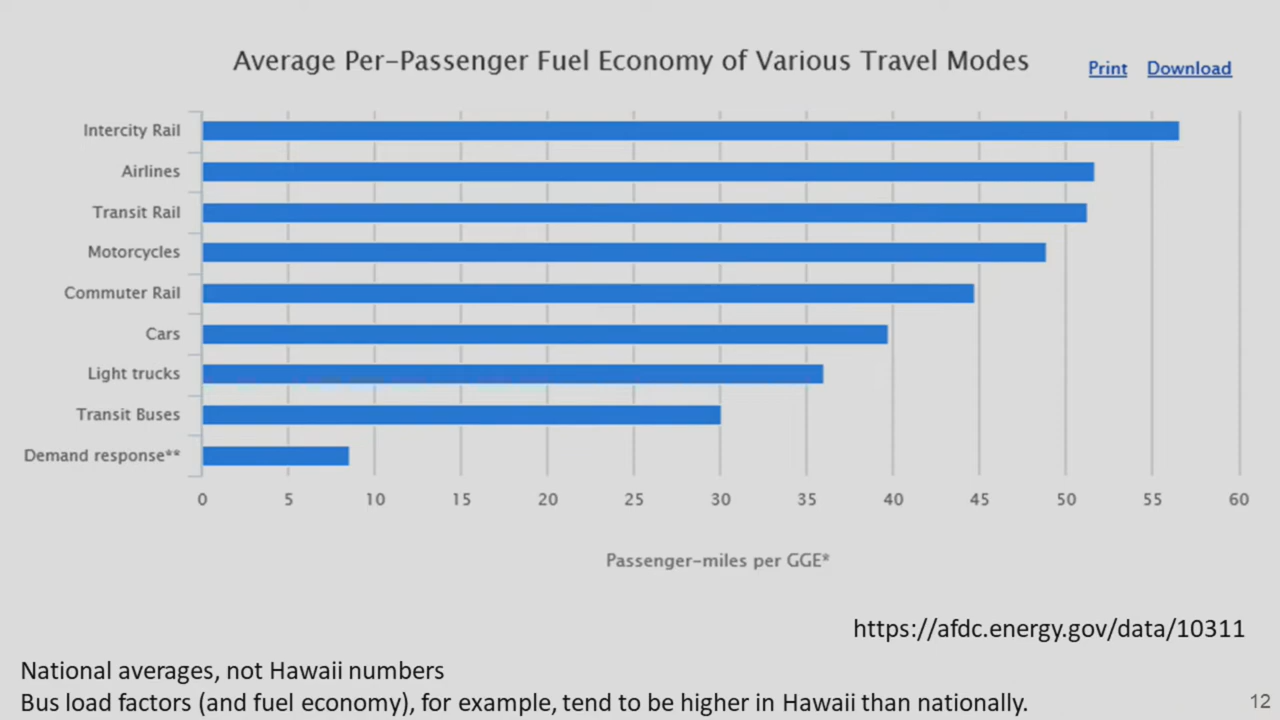 Average Per-Passenger Fuel Economy of Various Travel Modes
Print Download
Intercity Rail
Airlines
Transit Rail
Motorcycles
Commuter Rail
Cars
Light trucks
Transit Buses
Demand response**
0 5 10 15 20 25 30 35 40 45 50 55 60
Passenger-miles per GGE*
https://afdc.energy.gov/data/10311
National averages, not Hawaii numbers
Bus load factors (and fuel economy), for example, tend to be higher in Hawaii than nationally.
12